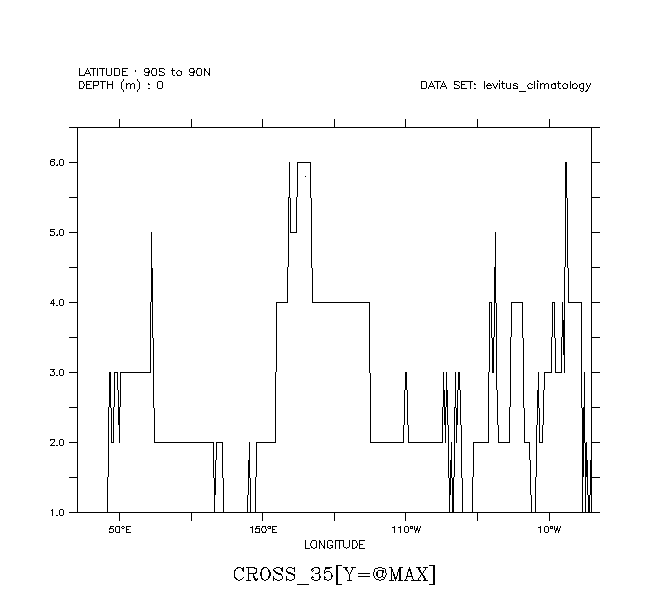 LATITUDE : 90S to 90N
DEPTH (m) : 0
DATA SET: levitus_climatology
6.0
5.0
4.0
3.0
2.0
1.0
50°E
150°E
110°W
10°W
LONGITUDE
CROSS_35[Y=@MAX]